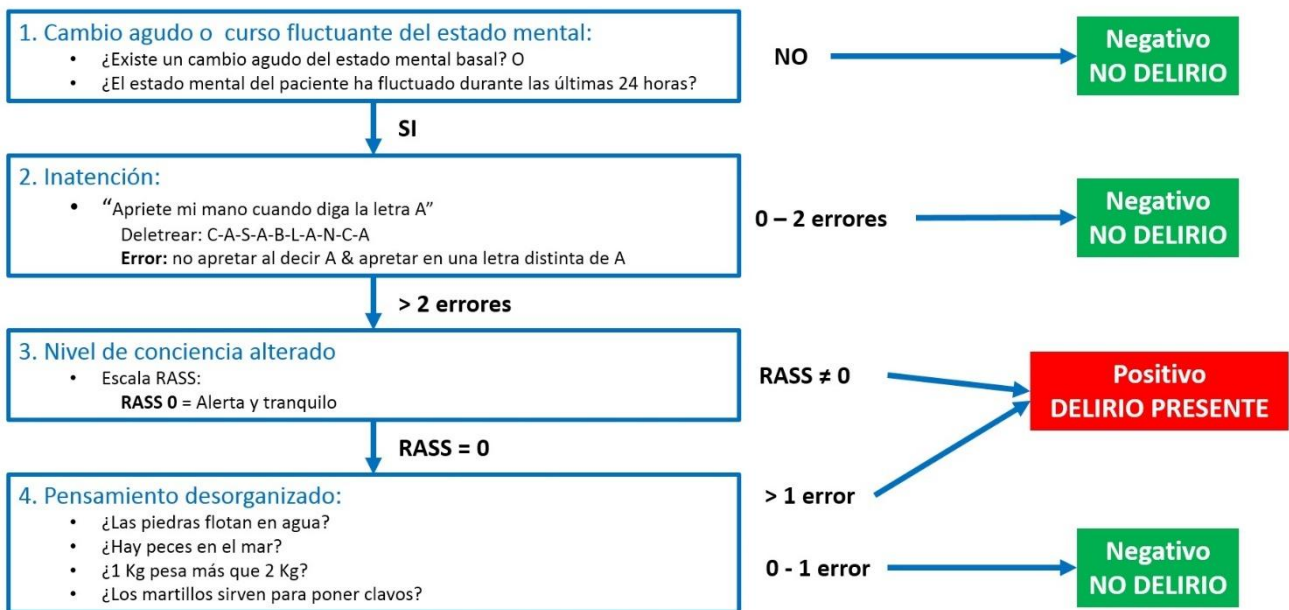 1. Cambio agudo o curso fluctuante del estado mental:
• ¿Existe un cambio agudo del estado mental basal? O
• ¿El estado mental del paciente ha fluctuado durante las últimas 24 horas?
NO
Negativo
NO DELIRIO
SI
2. Inatención:
• “Apriete mi mano cuando diga la letra A”
Deletrear: C-A-S-A-B-L-A-N-C-A
Error: no apretar al decir A & apretar en una letra distinta de A
0 – 2 errores
Negativo
NO DELIRIO
> 2 errores
3. Nivel de conciencia alterado
• Escala RASS:
RASS 0 = Alerta y tranquilo
RASS ≠ 0
Positivo
DELIRIO PRESENTE
RASS = 0
4. Pensamiento desorganizado:
• ¿Las piedras flotan en agua?
• ¿Hay peces en el mar?
• ¿1 Kg pesa más que 2 Kg?
• ¿Los martillos sirven para poner clavos?
> 1 error
0 - 1 error
Negativo
NO DELIRIO